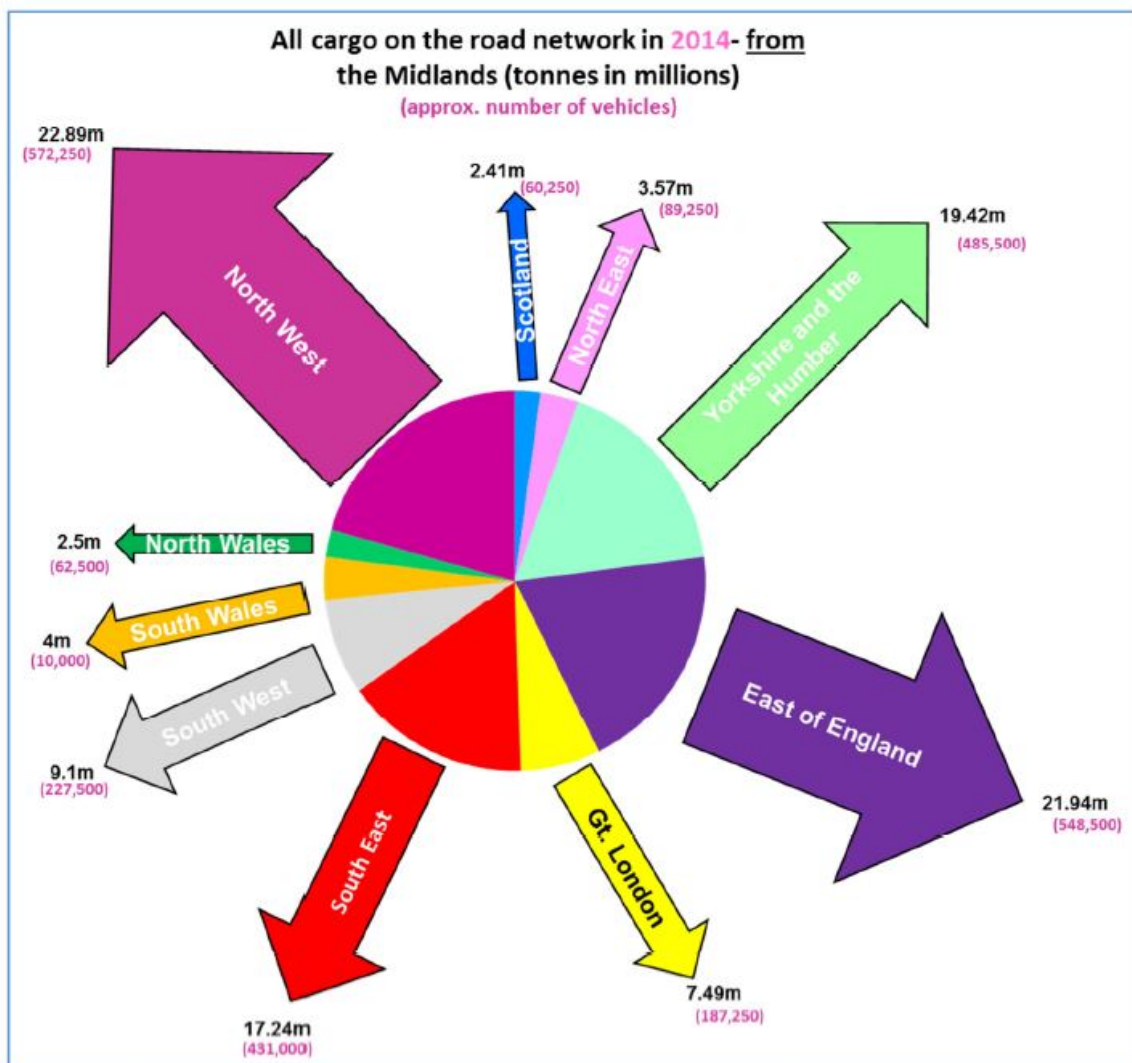 All cargo on the road network in 2014- from
the Midlands (tonnes in millions)
(approx. number of vehicles)
22.89m
(572,250)
North West
2.41m
(60,250)
Scotland
3.57m
(89,250)
North East
19.42m
(485,500)
Yorkshire and the
Humber
North Wales
2.5m
(62,500)
South Wales
4m
(10,000)
South West
9.1m
(227,500)
East of England
21.94m
(548,500)
South East
17.24m
(431,000)
Gt. London
7.49m
(187,250)